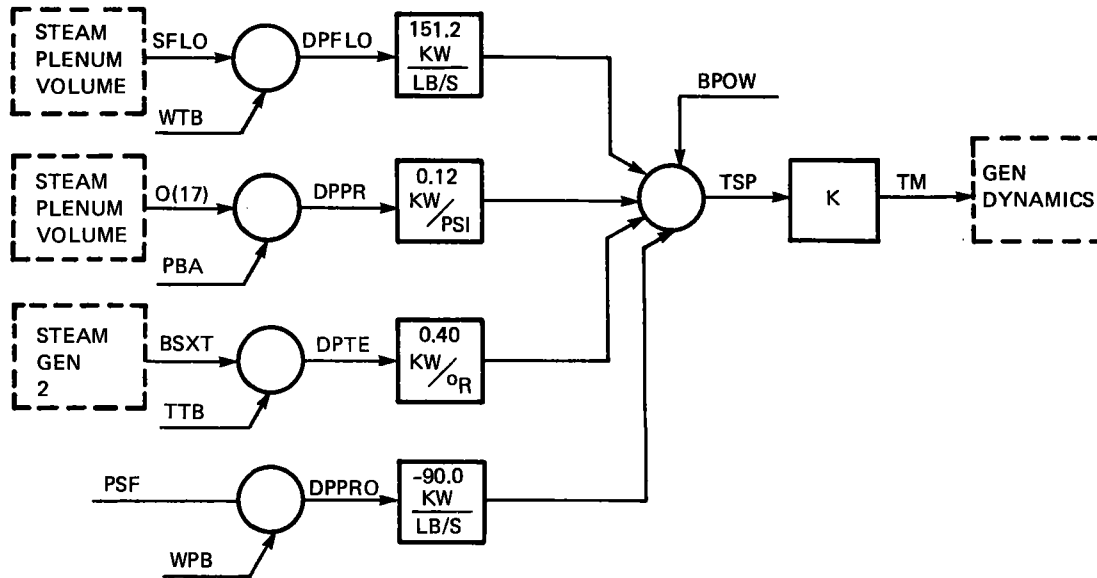 STEAM
PLENUM
VOLUME
SFLO
WTB
DPFLO
151.2
KW
LB/S
BPOW
STEAM
PLENUM
VOLUME
O(17)
PBA
DPPR
0.12
KW
/PSI
TSP
K
TM
GEN
DYNAMICS
STEAM
GEN
2
BSXT
TTB
DPTE
0.40
KW
/ºR
PSF
WPB
DPPRO
-90.0
KW
LB/S